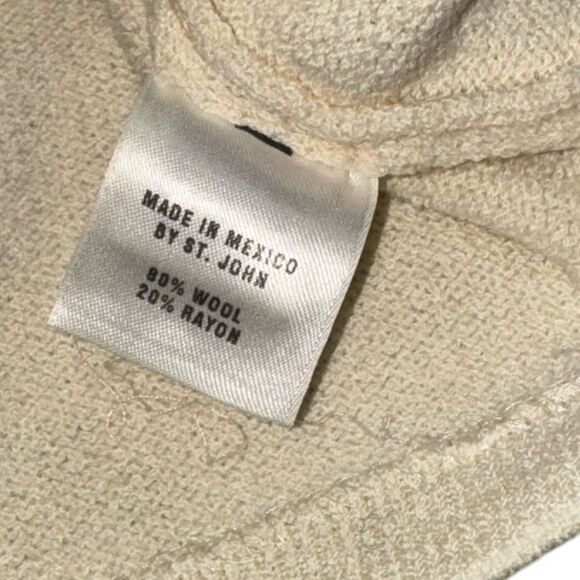 MADE IN MEXICO
BY ST. JOHN
80% WOOL
20% RAYON